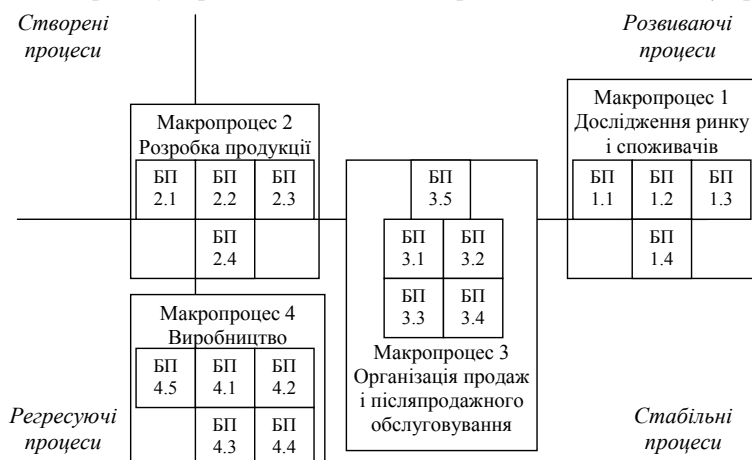 Створені
процеси
Розвиваючі
процеси
Макропроцес 2
Розробка продукції
БП 2.1
БП 2.2
БП 2.3
БП 2.4
БП 3.5
БП 3.1
БП 3.2
БП 3.3
БП 3.4
Макропроцес 3
Організація продаж
і післяпродажного
обслуговування
Макропроцес 1
Дослідження ринку
і споживачів
БП 1.1
БП 1.2
БП 1.3
БП 1.4
Макропроцес 4
Виробництво
БП 4.5
БП 4.1
БП 4.2
БП 4.3
БП 4.4
Регресуючі
процеси
Стабільні
процеси